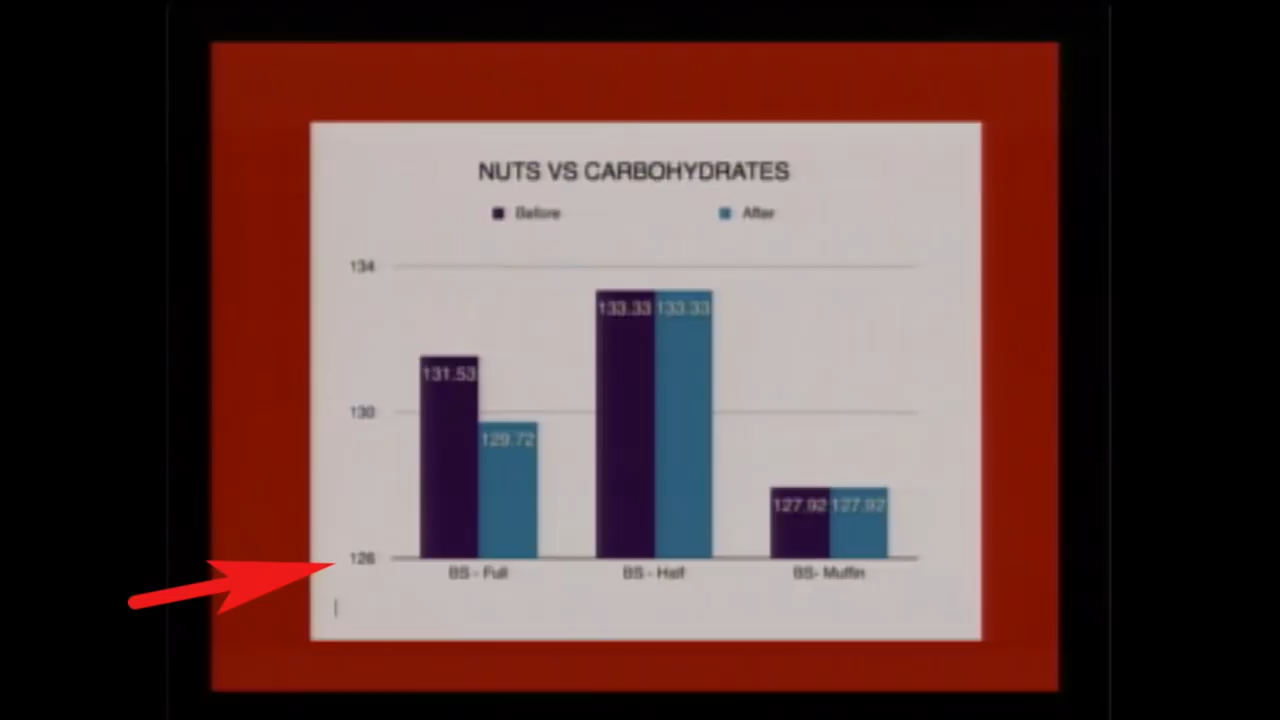 NUTS VS CARBOHYDRATES
Before After
134
133.33 133.33
131.53
130
129.72
127.92 127.92
126
BS - Full BS - Half BS- Muffin